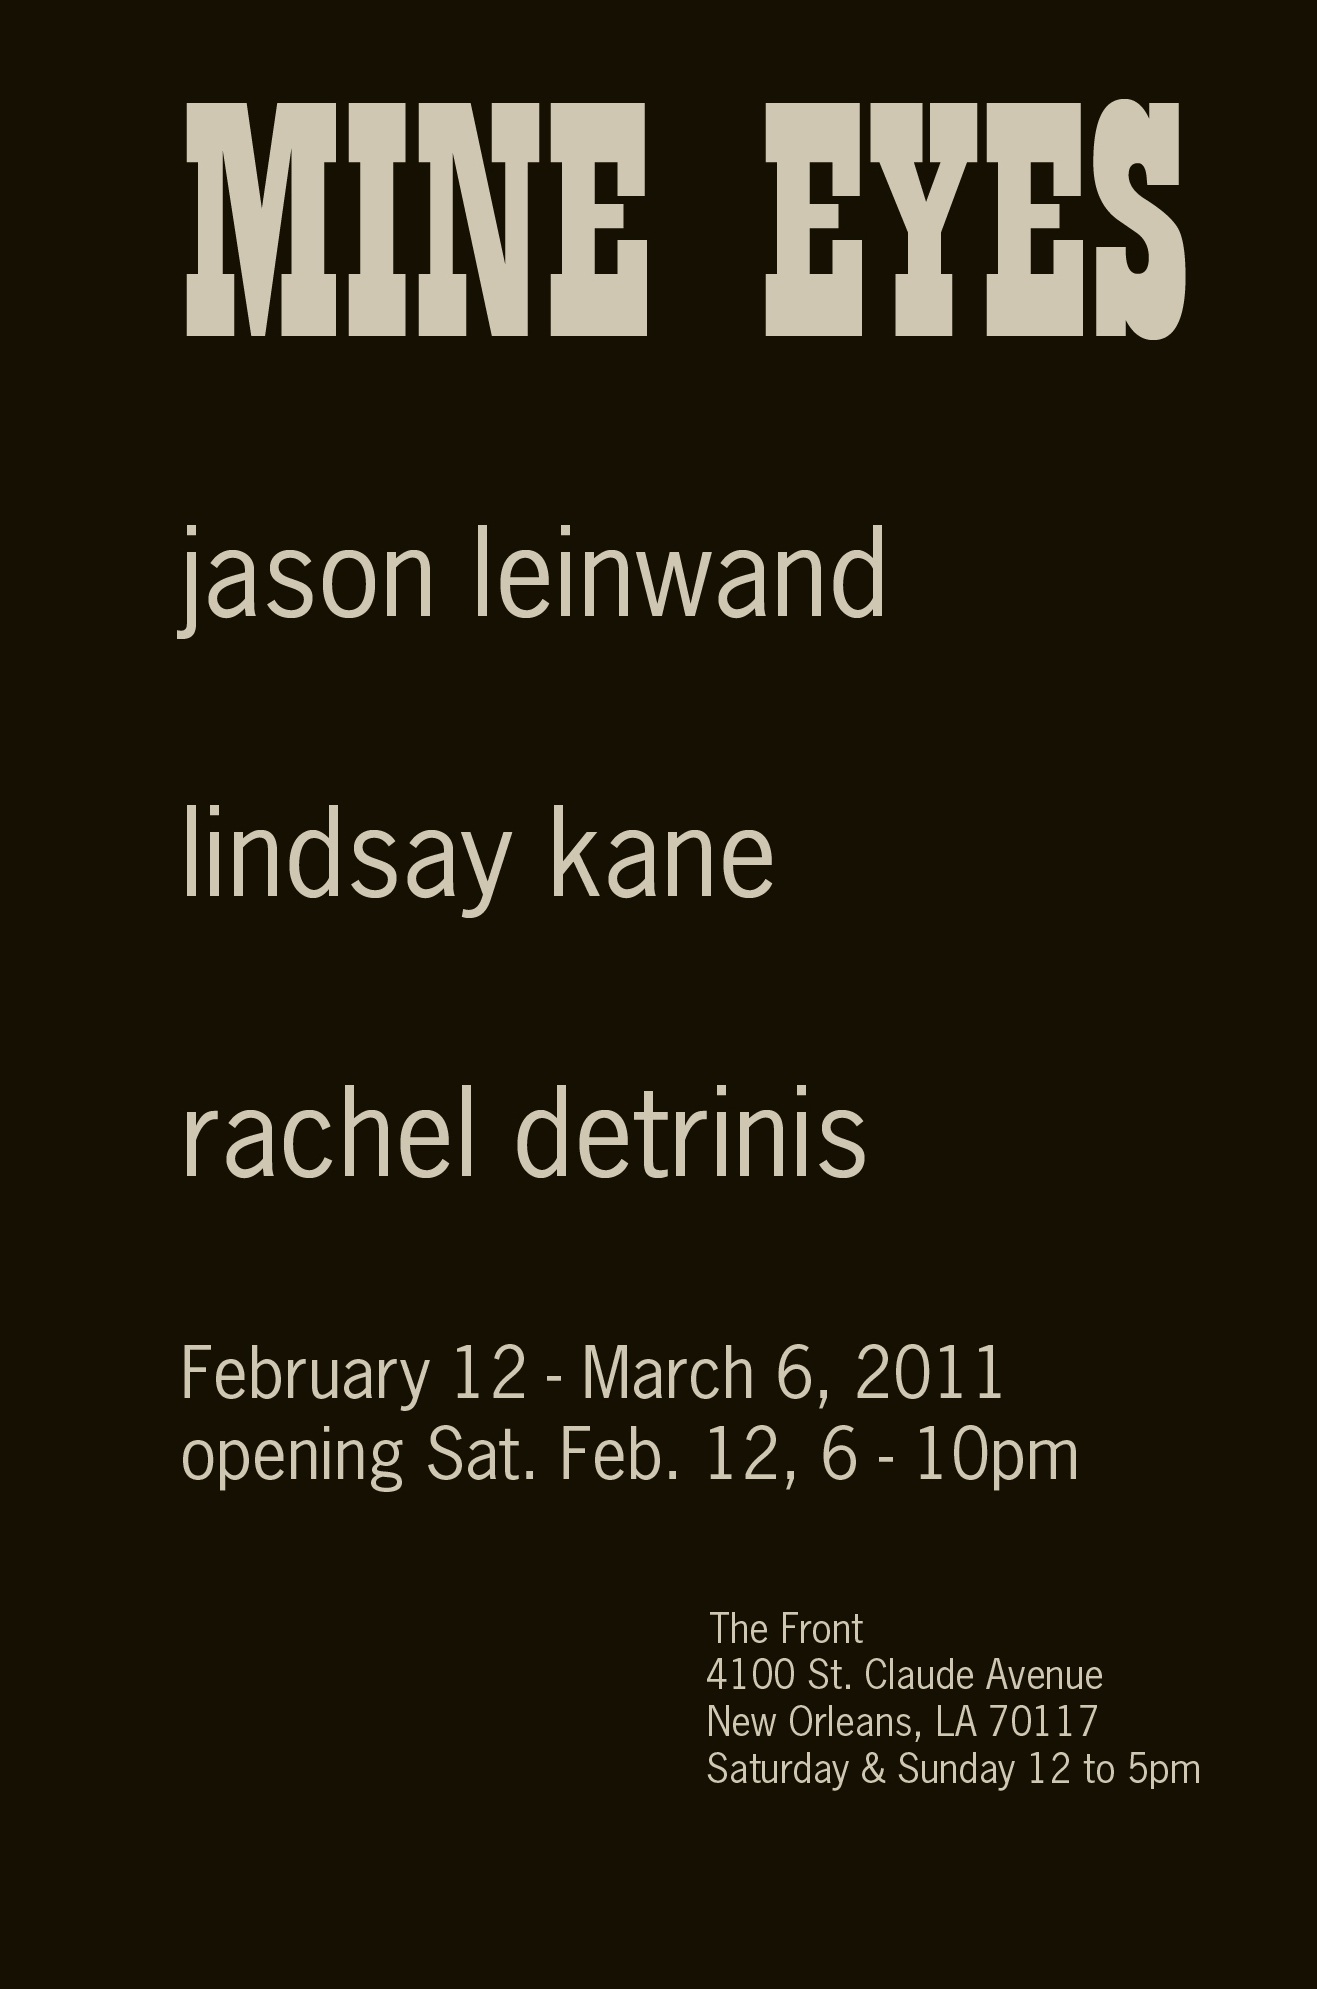 MINE EYES
jason leinwand
lindsay kane
rachel detrinis
February 12 - March 6, 2011
opening Sat. Feb. 12, 6 - 10pm
The Front
4100 St. Claude Avenue
New Orleans, LA 70117
Saturday & Sunday 12 to 5pm